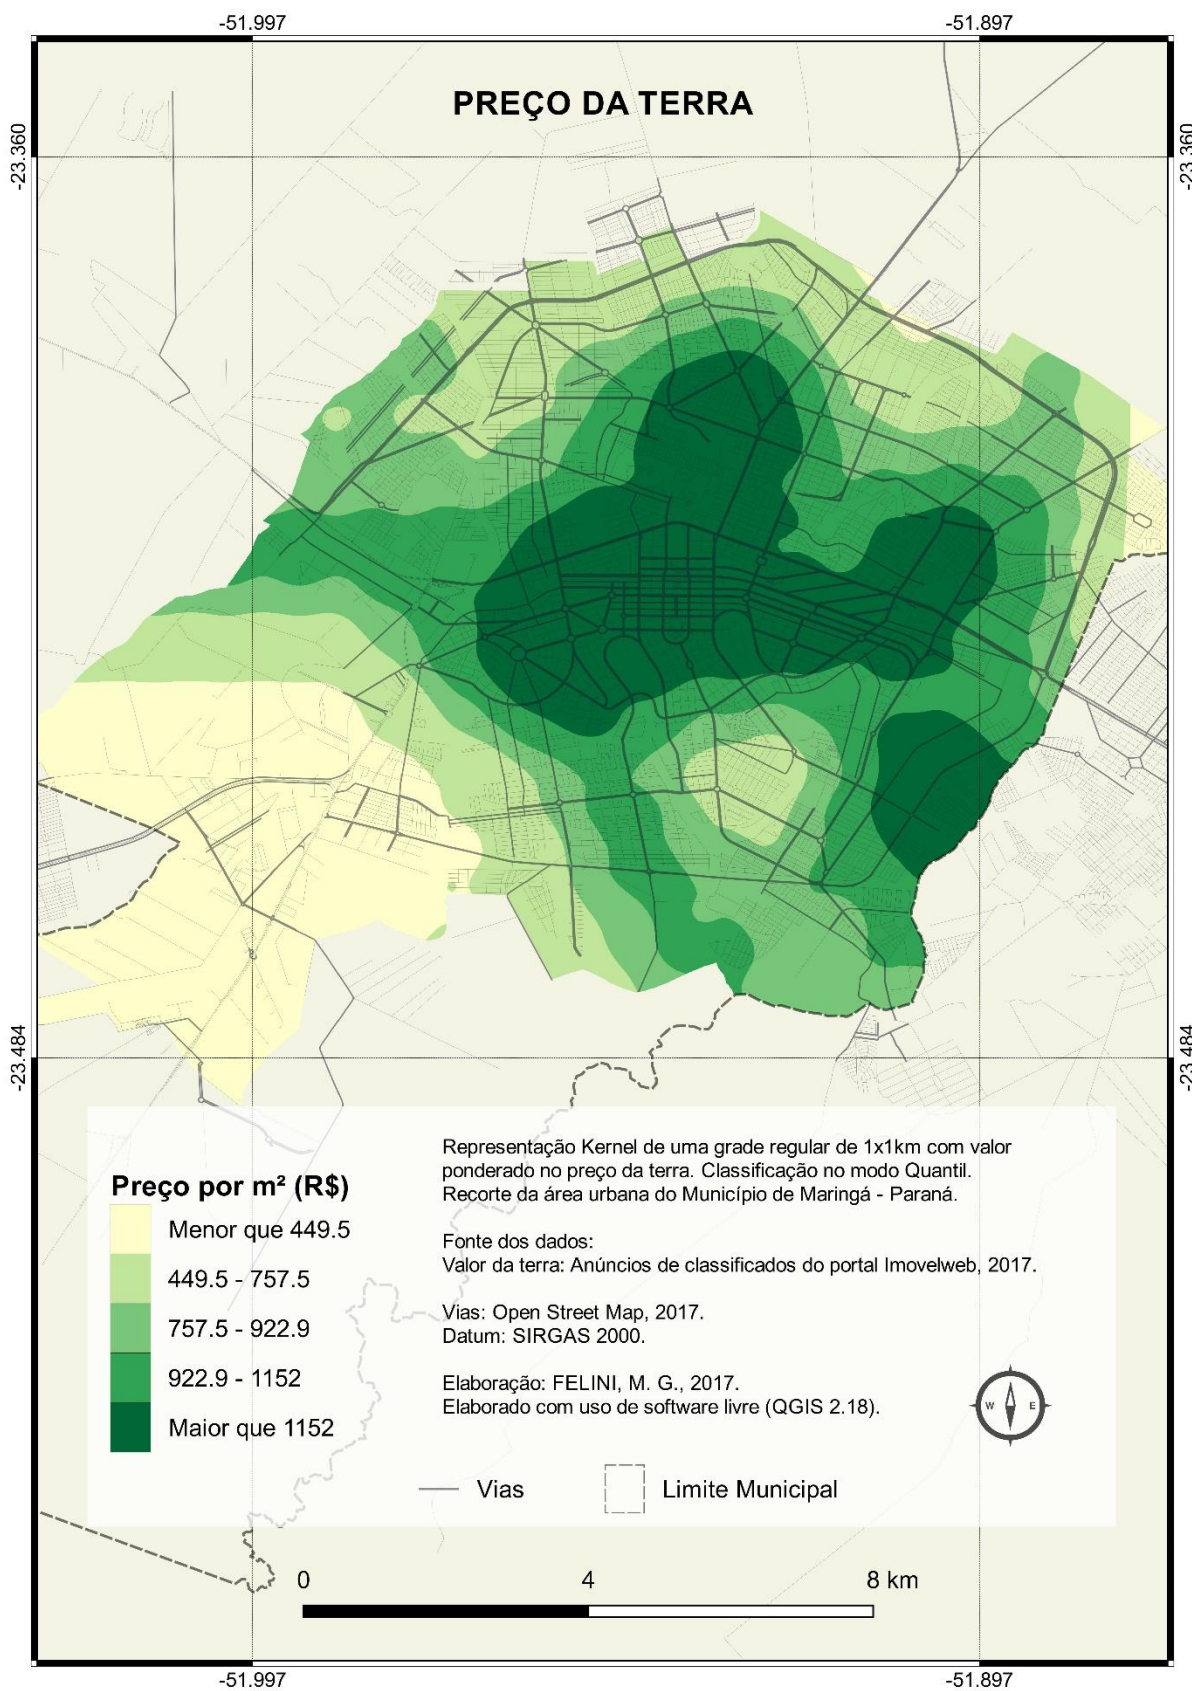 -51.997
-51.897
PREÇO DA TERRA
-23.360
-23.360
-23.484
-23.484
Preço por m² (R$)
Menor que 449.5
449.5 - 757.5
757.5 - 922.9
922.9 - 1152
Maior que 1152
Representação Kernel de uma grade regular de 1x1km com valor
ponderado no preço da terra. Classificação no modo Quantil.
Recorte da área urbana do Município de Maringá - Paraná.
Fonte dos dados:
Valor da terra: Anúncios de classificados do portal Imovelweb, 2017.
Vias: Open Street Map, 2017.
Datum: SIRGAS 2000.
Elaboração: FELINI, M. G., 2017.
Elaborado com uso de software livre (QGIS 2.18).
W E
Vias
Limite Municipal
0 4 8 km
-51.997
-51.897